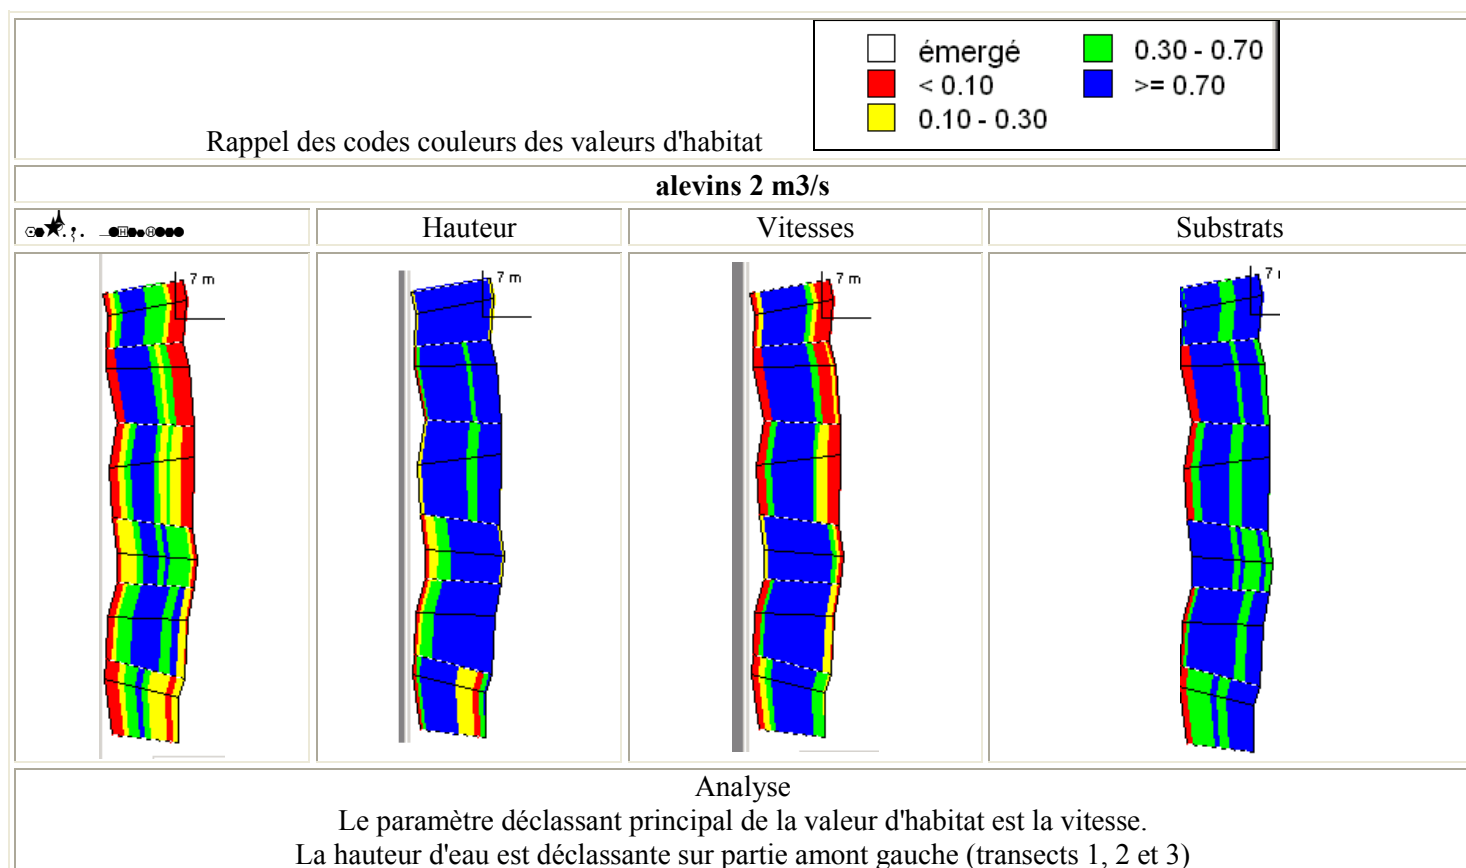 émergé
0.30 - 0.70
< 0.10
>= 0.70
0.10 - 0.30
Rappel des codes couleurs des valeurs d'habitat
alevins 2 m3/s
Hauteur
Vitesses
Substrats
7 m
7 m
7 m
Analyse
Le paramètre déclassant principal de la valeur d'habitat est la vitesse.
La hauteur d'eau est déclassante sur partie amont gauche (transects 1, 2 et 3)